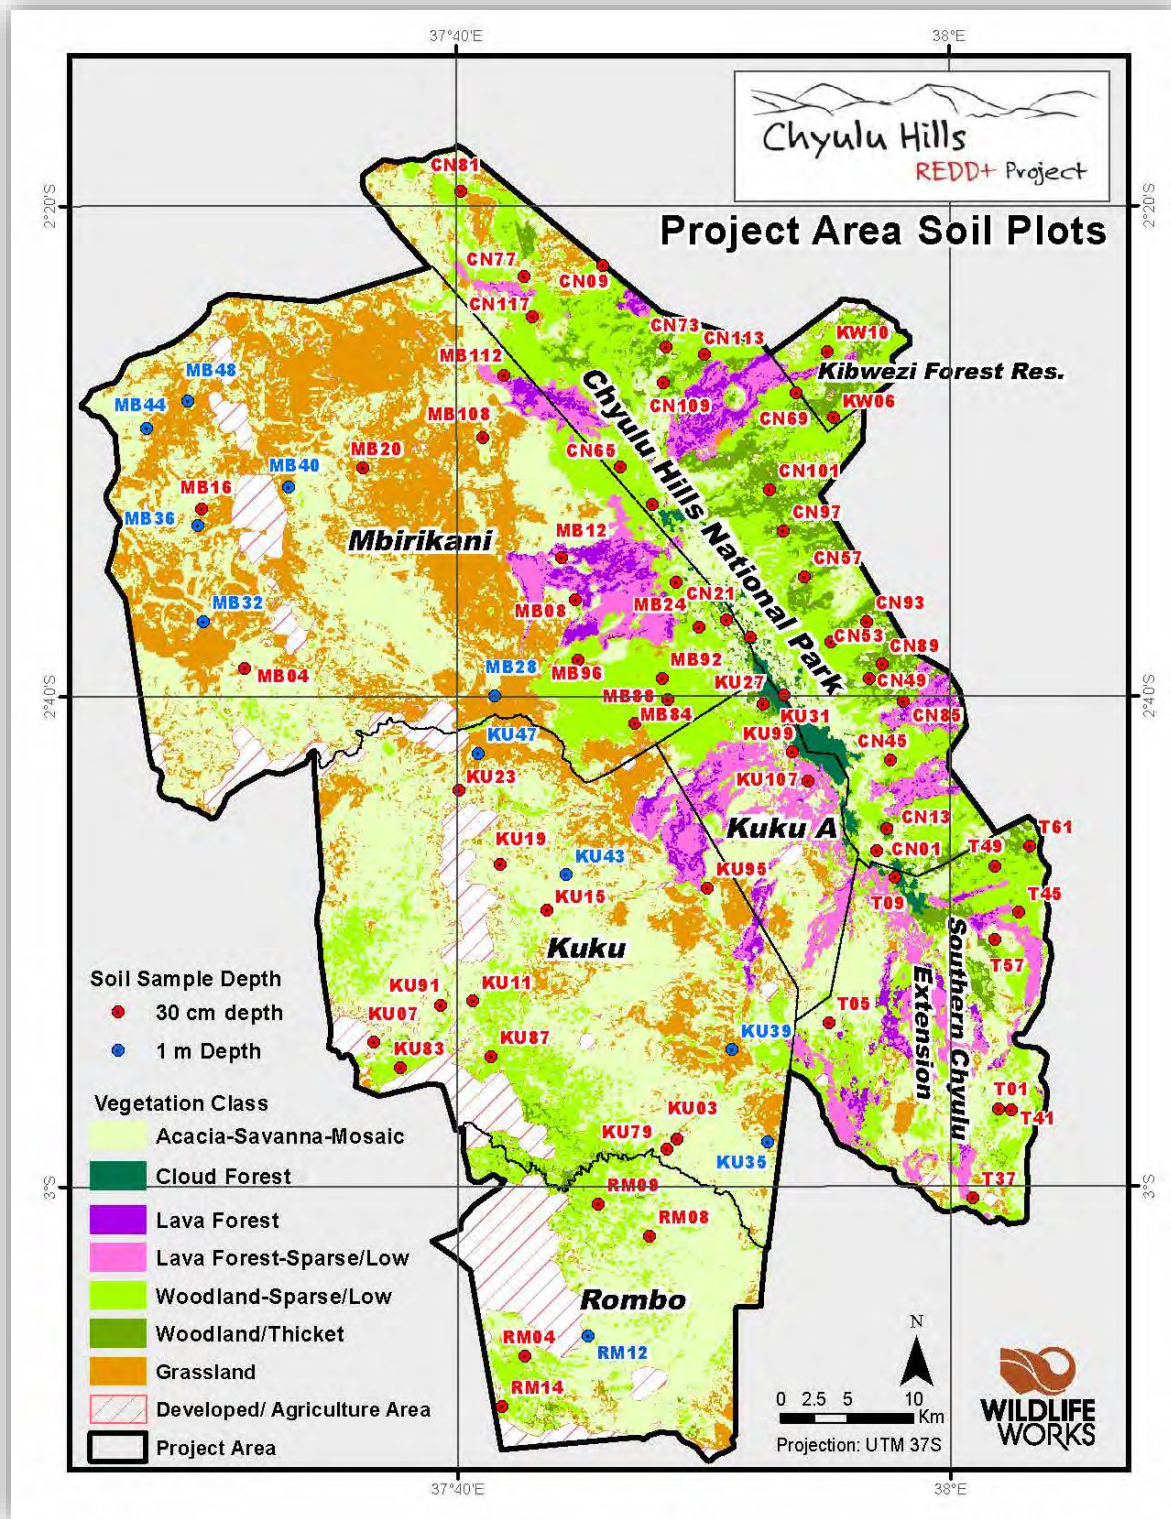 37°40'E
38°E
Chyulu Hills
REDD+ Project
2°20'S
2°20'S
Project Area Soil Plots
CN81
CN77
CN09
CN117
CN73
CN113
KW10
Kibwezi Forest Res.
MB112
MB48
MB44
CN109
CN69
KW06
MB108
MB20
CN65
MB40
MB16
MB36
CN101
CN97
Chyulu Hills National Park
Mbirikani
MB12
CN57
MB08
MB24
CN21
MB32
CN93
CN53
CN89
MB04
MB28
MB96
MB92
KU27
CN49
2°40'S
2°40'S
MB88
MB84
KU31
CN85
KU47
KU99
CN45
KU23
KU107
Kuku A
CN13
T61
KU19
KU43
KU95
CN01
T49
T09
T45
KU15
Kuku
T57
Southern Chyulu
Extension
Soil Sample Depth
30 cm depth
1 m Depth
KU91
KU11
KU07
KU83
KU87
KU39
T05
T01
T41
KU03
KU79
KU35
T37
Vegetation Class
Acacia-Savanna-Mosaic
Cloud Forest
Lava Forest
Lava Forest-Sparse/Low
Woodland-Sparse/Low
Woodland/Thicket
Grassland
Developed/ Agriculture Area
Project Area
3°S
3°S
RM09
RM08
Rombo
RM04
RM12
RM14
N
0 2.5 5 10
Km
Projection: UTM 37S
WILDLIFE
WORKS
37°40'E
38°E